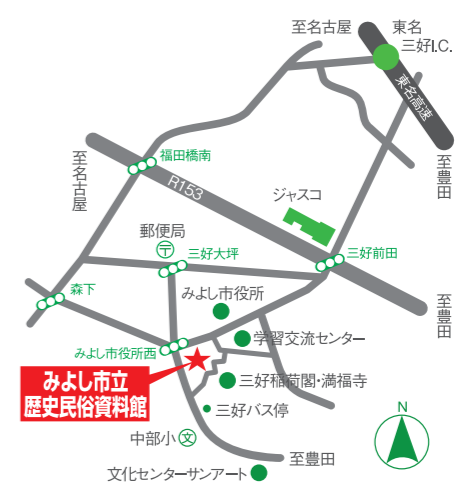 至名古屋
東名
三好I.C.
東名高速
至豊田
福田橋南
至名古屋
R153
ジャスコ
郵便局
〒
三好大坪
三好前田
森下
みよし市役所
至豊田
学習交流センター
みよし市役所西
みよし市立
歴史民俗資料館
三好稲荷閣・満福寺
三好バス停
中部小
文
至豊田
文化センターサンアート
N